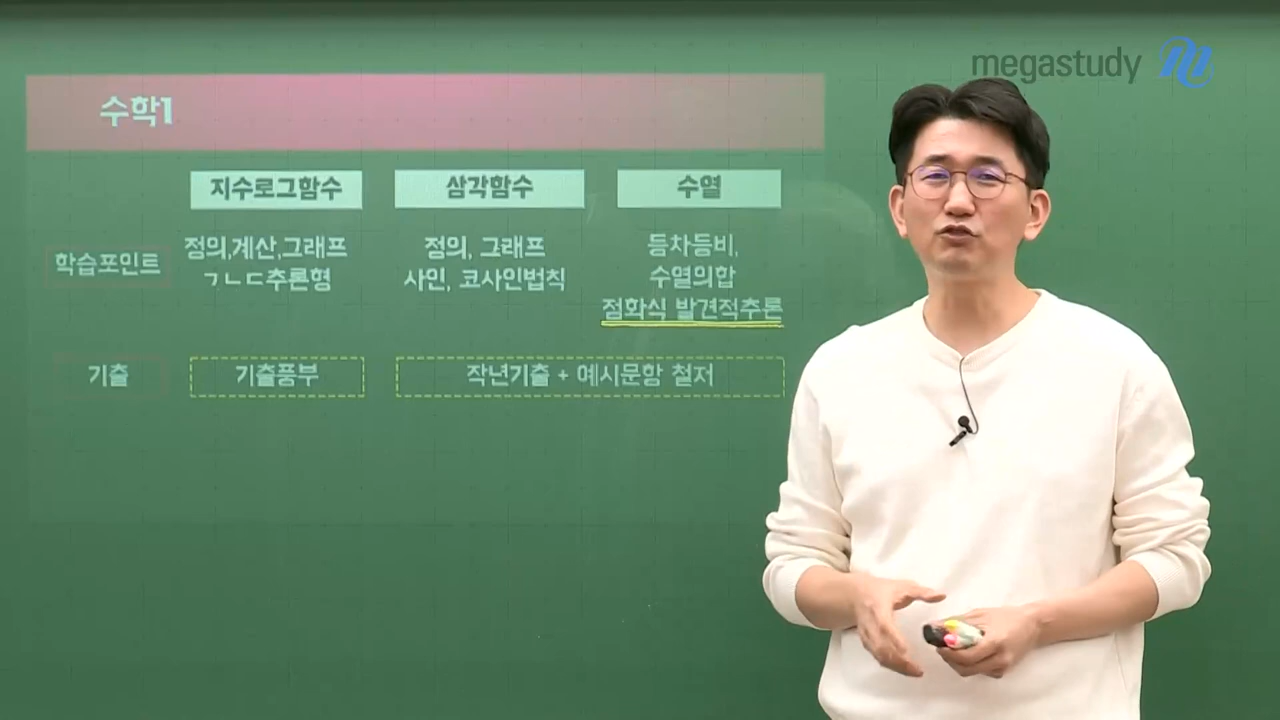 megastudy
수학1
지수로그함수 삼각함수 수열
학습포인트
정의,계산,그래프
ㄱㄴㄷ추론형
정의, 그래프
사인, 코사인법칙
등차등비,
수열의합
점화식 발견적추론
기출 기출풍부 작년기출 + 예시문항 철저